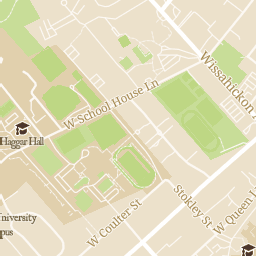 Wissahickon
W School House Ln
Haggar Hall
University
pus
W Coulter St
Stokley St
W Queen L